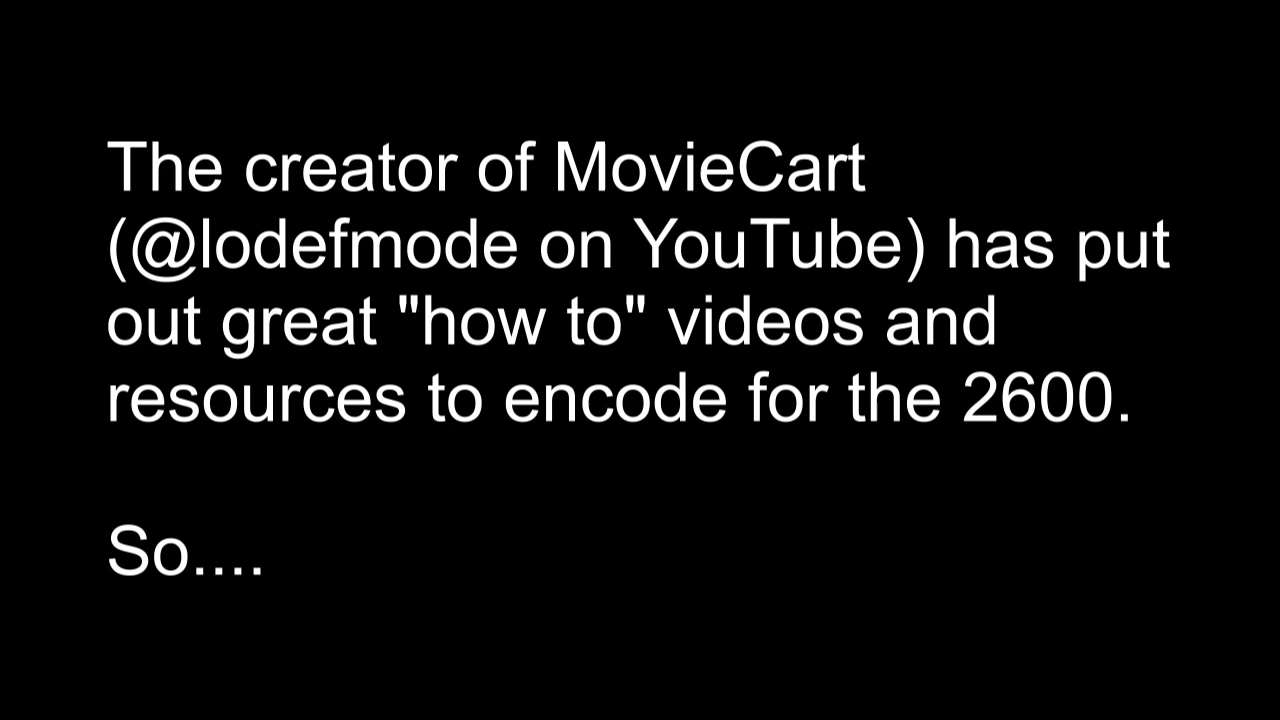 The creator of MovieCart
(@lodefmode on YouTube) has put
out great "how to" videos and
resources to encode for the 2600.
So....